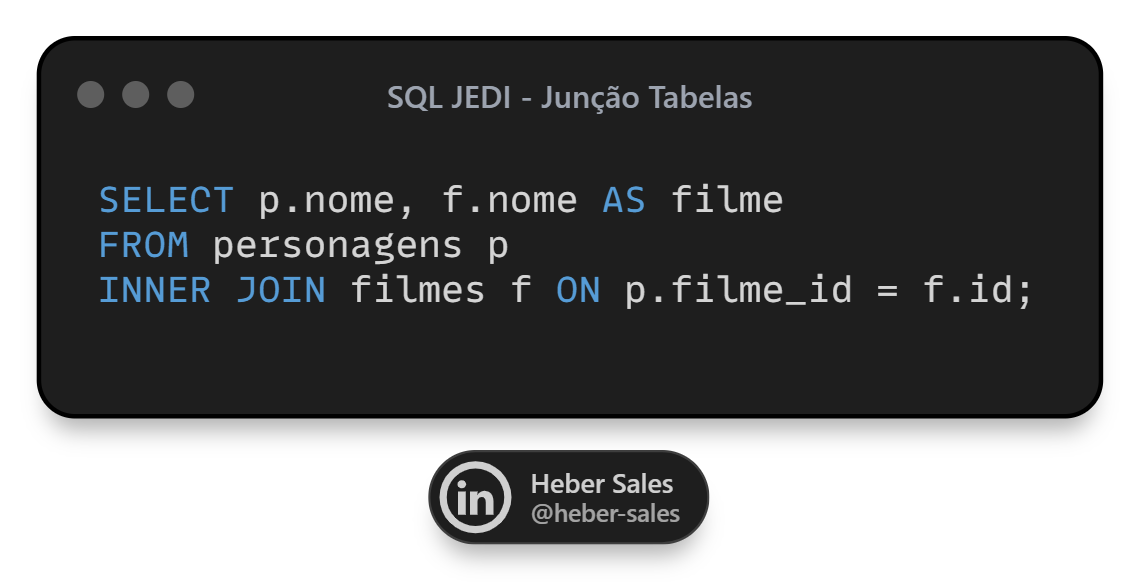 SQL JEDI - Junção Tabelas
SELECT p.nome, f.nome AS filme
FROM personagens p
INNER JOIN filmes f ON p.filme_id = f.id;
in
Heber Sales
@heber-sales